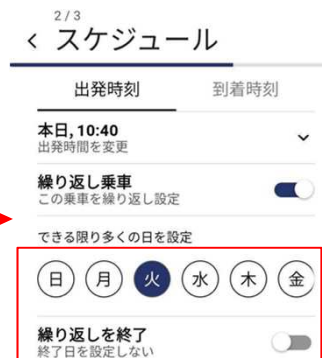 2/3
< スケジュール
出発時刻 到着時刻
本日, 10:40
出発時間を変更
繰り返し乗車
この乗車を繰り返し設定
できる限り多くの日を設定
日 月 火 水 木 金
繰り返しを終了
終了日を設定しない